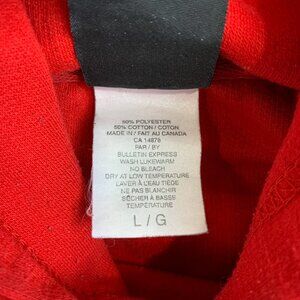 50% POLYESTER
50% COTTON / COTON
MADE IN / FAIT AU CANADA
CA 14878
PAR / BY
BULLETIN EXPRESS
WASH LUKEWARM
NO BLEACH
DRY AT LOW TEMPERATURE
LAVER À L'EAU TIÈDE
NE PAS BLANCHIR
SÉCHER À BASSE
TEMPÉRATURE
L / G